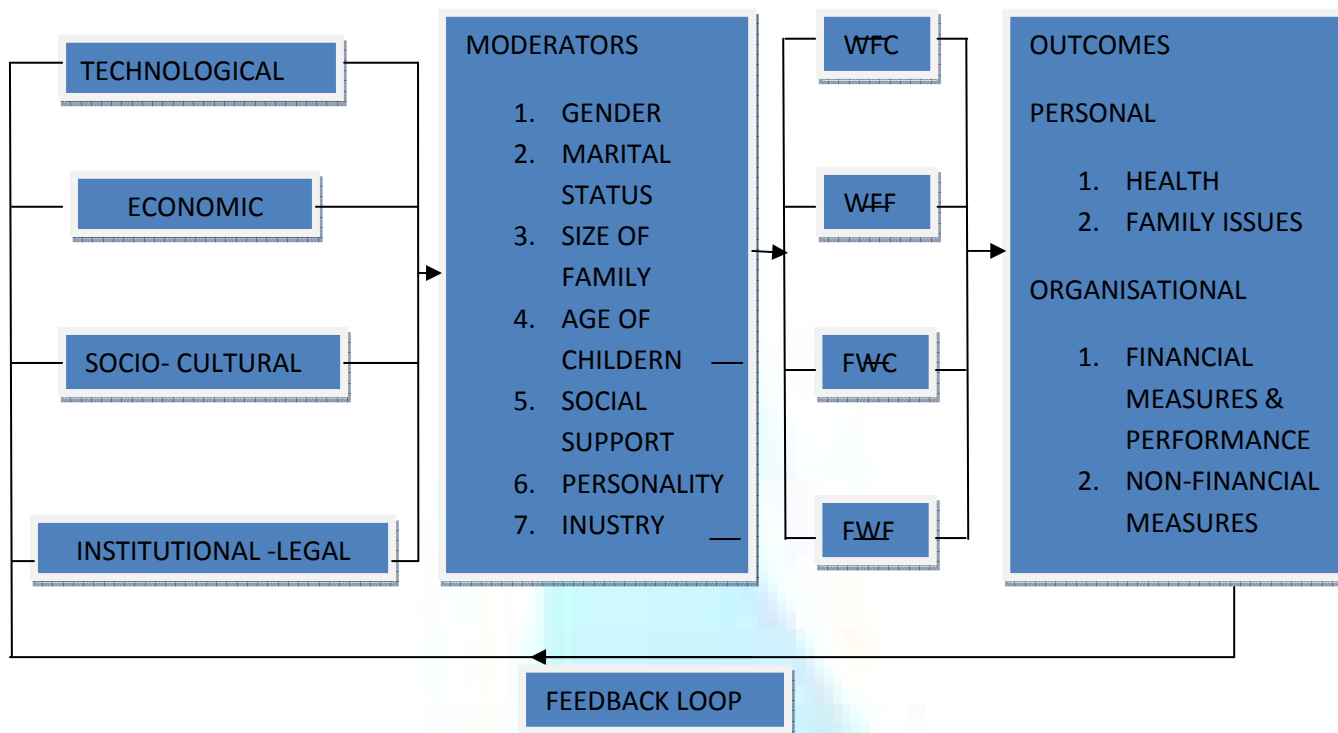 TECHNOLOGICAL
ECONOMIC
SOCIO- CULTURAL
INSTITUTIONAL -LEGAL
MODERATORS
1. GENDER
2. MARITAL
STATUS
3. SIZE OF
FAMILY
4. AGE OF
CHILDERN
5. SOCIAL
SUPPORT
6. PERSONALITY
7. INUSTRY
WFC
WFF
FWC
FWF
OUTCOMES
PERSONAL
1. HEALTH
2. FAMILY ISSUES
ORGANISATIONAL
1. FINANCIAL
MEASURES &
PERFORMANCE
2. NON-FINANCIAL
MEASURES
FEEDBACK LOOP